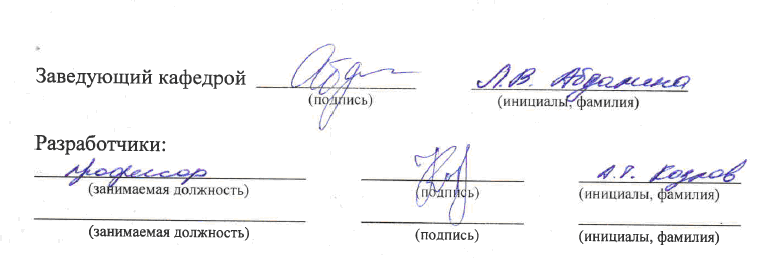 Заведующий кафедрой Л.В. Абдалина
(подпись) (инициалы, фамилия)
Разработчики:
профессор А.Т. Козлов
(занимаемая должность) (подпись) (инициалы, фамилия)
(занимаемая должность) (подпись) (инициалы, фамилия)